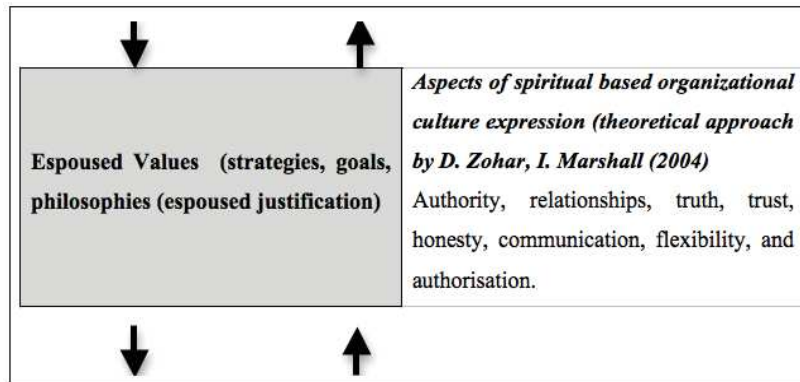 Espoused Values (strategies, goals,
philosophies (espoused justification)
Aspects of spiritual based organizational
culture expression (theoretical approach
by D. Zohar, I. Marshall (2004)
Authority, relationships, truth, trust,
honesty, communication, flexibility, and
authorisation.